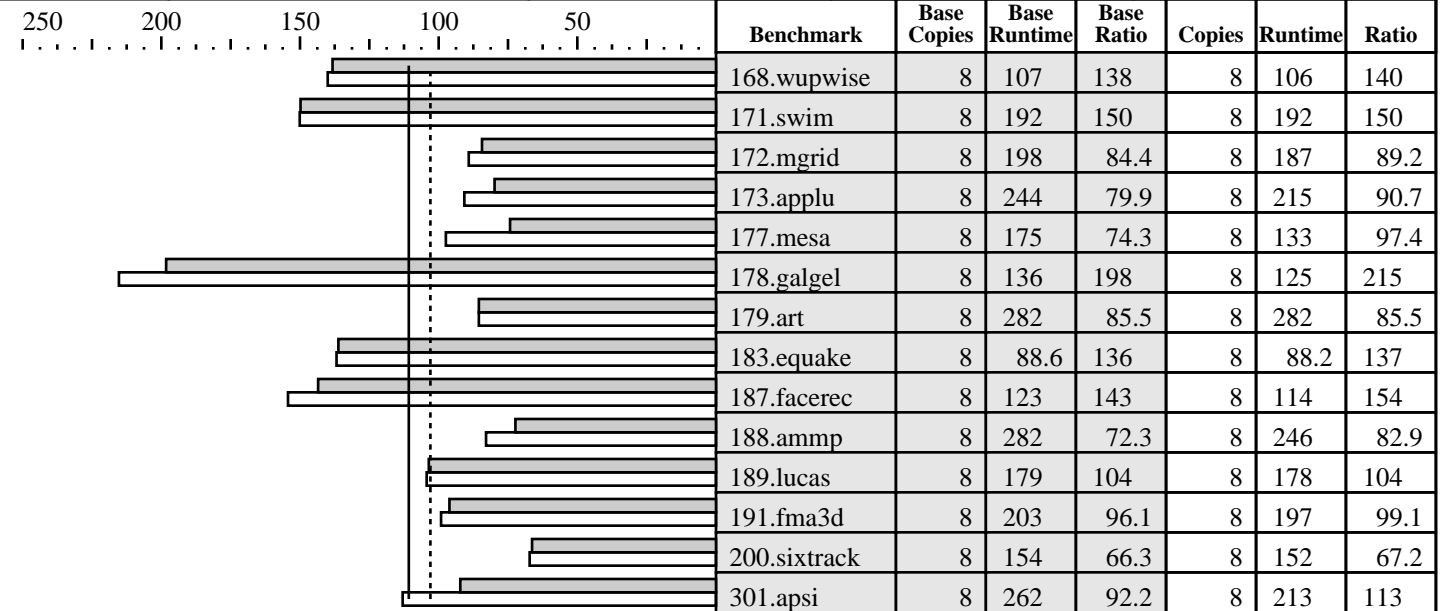 250 200 150 100 50
Benchmark Base Copies Base Runtime Base Ratio Copies Runtime Ratio
168.wupwise 8 107 138 8 106 140
171.swim 8 192 150 8 192 150
172.mgrid 8 198 84.4 8 187 89.2
173.applu 8 244 79.9 8 215 90.7
177.mesa 8 175 74.3 8 133 97.4
178.galgel 8 136 198 8 125 215
179.art 8 282 85.5 8 282 85.5
183.equake 8 88.6 136 8 88.2 137
187.facerec 8 123 143 8 114 154
188.ammp 8 282 72.3 8 246 82.9
189.lucas 8 179 104 8 178 104
191.fma3d 8 203 96.1 8 197 99.1
200.sixtrack 8 154 66.3 8 152 67.2
301.apsi 8 262 92.2 8 213 113